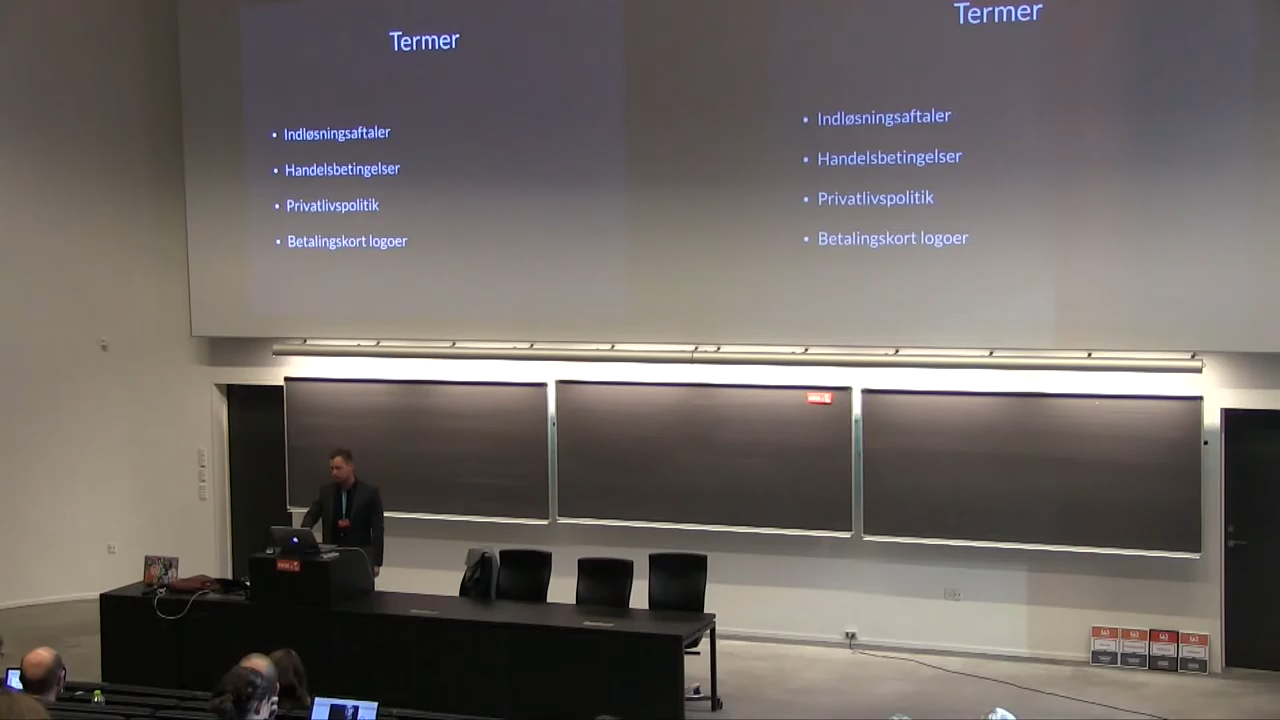 Termer
• Indløsningsaftaler
• Handelsbetingelser
• Privatlivspolitik
• Betalingskort logoer
Termer
• Indløsningsaftaler
• Handelsbetingelser
• Privatlivspolitik
• Betalingskort logoer